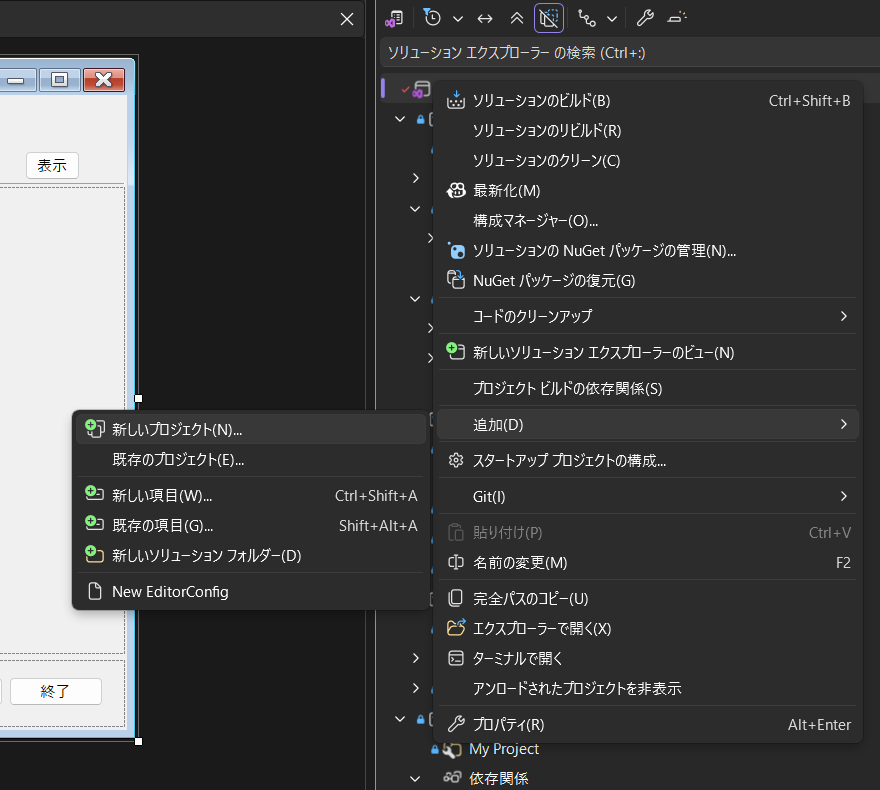 ソリューション エクスプローラー の検索 (Ctrl+:)
ソリューションのビルド(B) Ctrl+Shift+B
ソリューションのリビルド(R)
ソリューションのクリーン(C)
最新化(M)
構成マネージャー(O)...
ソリューションの NuGet パッケージの管理(N)...
NuGet パッケージの復元(G)
コードのクリーンアップ
新しいソリューション エクスプローラーのビュー(N)
プロジェクト ビルドの依存関係(S)
追加(D)
スタートアップ プロジェクトの構成...
Git(I)
貼り付け(P) Ctrl+V
名前の変更(M) F2
完全パスのコピー(U)
エクスプローラーで開く(X)
ターミナルで開く
アンロードされたプロジェクトを非表示
プロパティ(R) Alt+Enter
My Project
依存関係
表示
新しいプロジェクト(N)...
既存のプロジェクト(E)...
新しい項目(W)... Ctrl+Shift+A
既存の項目(G)... Shift+Alt+A
新しいソリューション フォルダー(D)
New EditorConfig
終了